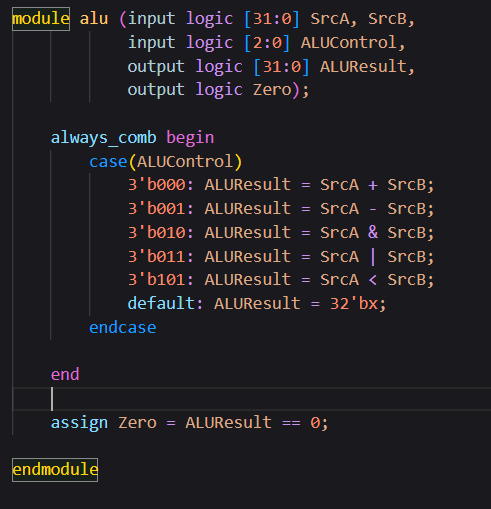 module alu (input logic [31:0] SrcA, SrcB,
            input logic [2:0] ALUControl,
            output logic [31:0] ALUResult,
            output logic Zero);
    always_comb begin
        case(ALUControl)
            3'b000: ALUResult = SrcA + SrcB;
            3'b001: ALUResult = SrcA - SrcB;
            3'b010: ALUResult = SrcA & SrcB;
            3'b011: ALUResult = SrcA | SrcB;
            3'b101: ALUResult = SrcA < SrcB;
            default: ALUResult = 32'bx;
        endcase
    end
    assign Zero = ALUResult == 0;
endmodule